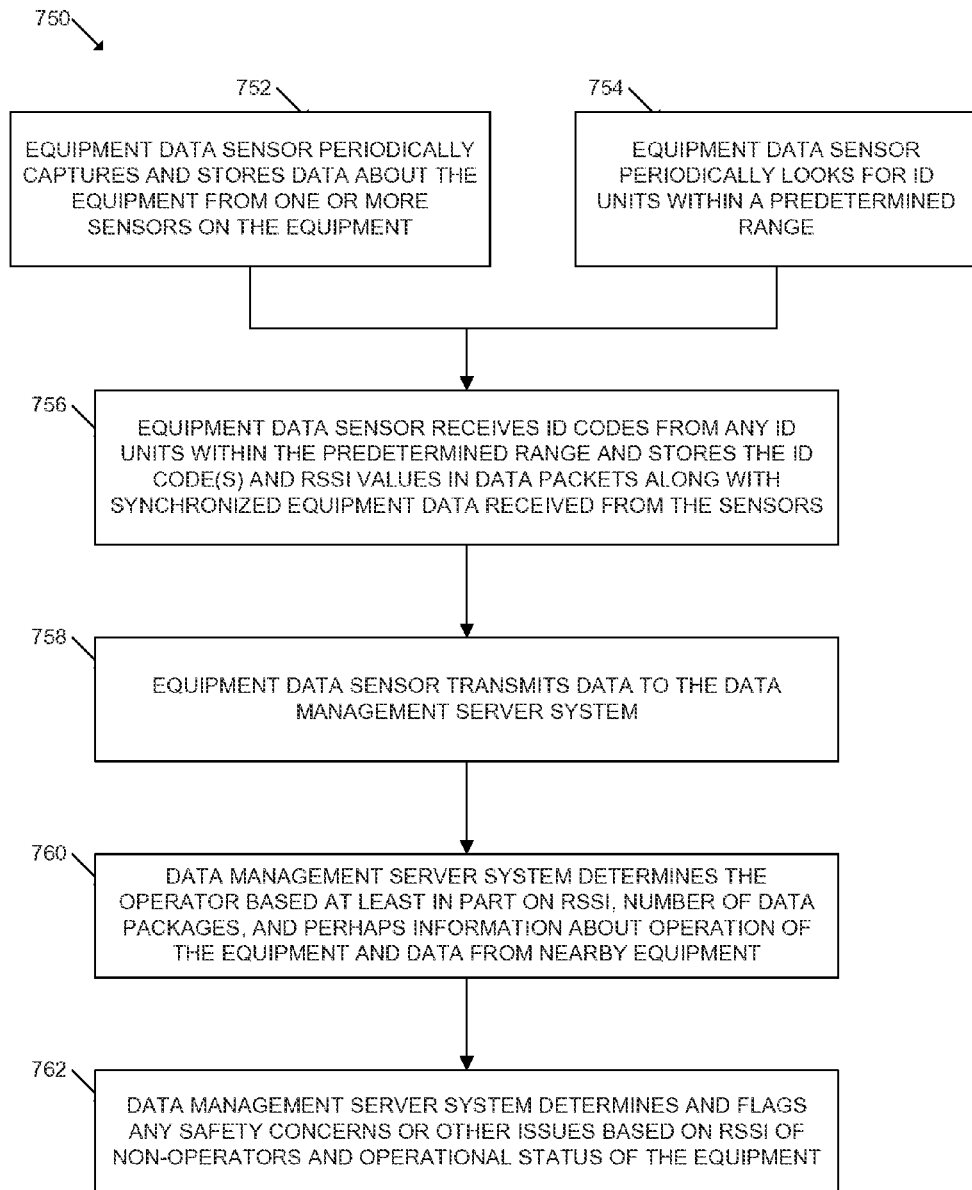 750
752
EQUIPMENT DATA SENSOR PERIODICALLY
CAPTURES AND STORES DATA ABOUT THE
EQUIPMENT FROM ONE OR MORE
SENSORS ON THE EQUIPMENT
754
EQUIPMENT DATA SENSOR
PERIODICALLY LOOKS FOR ID
UNITS WITHIN A PREDETERMINED
RANGE
756
EQUIPMENT DATA SENSOR RECEIVES ID CODES FROM ANY ID
UNITS WITHIN THE PREDETERMINED RANGE AND STORES THE ID
CODE(S) AND RSSI VALUES IN DATA PACKETS ALONG WITH
SYNCHRONIZED EQUIPMENT DATA RECEIVED FROM THE SENSORS
758
EQUIPMENT DATA SENSOR TRANSMITS DATA TO THE DATA
MANAGEMENT SERVER SYSTEM
760
DATA MANAGEMENT SERVER SYSTEM DETERMINES THE
OPERATOR BASED AT LEAST IN PART ON RSSI, NUMBER OF DATA
PACKAGES, AND PERHAPS INFORMATION ABOUT OPERATION OF
THE EQUIPMENT AND DATA FROM NEARBY EQUIPMENT
762
DATA MANAGEMENT SERVER SYSTEM DETERMINES AND FLAGS
ANY SAFETY CONCERNS OR OTHER ISSUES BASED ON RSSI OF
NON-OPERATORS AND OPERATIONAL STATUS OF THE EQUIPMENT